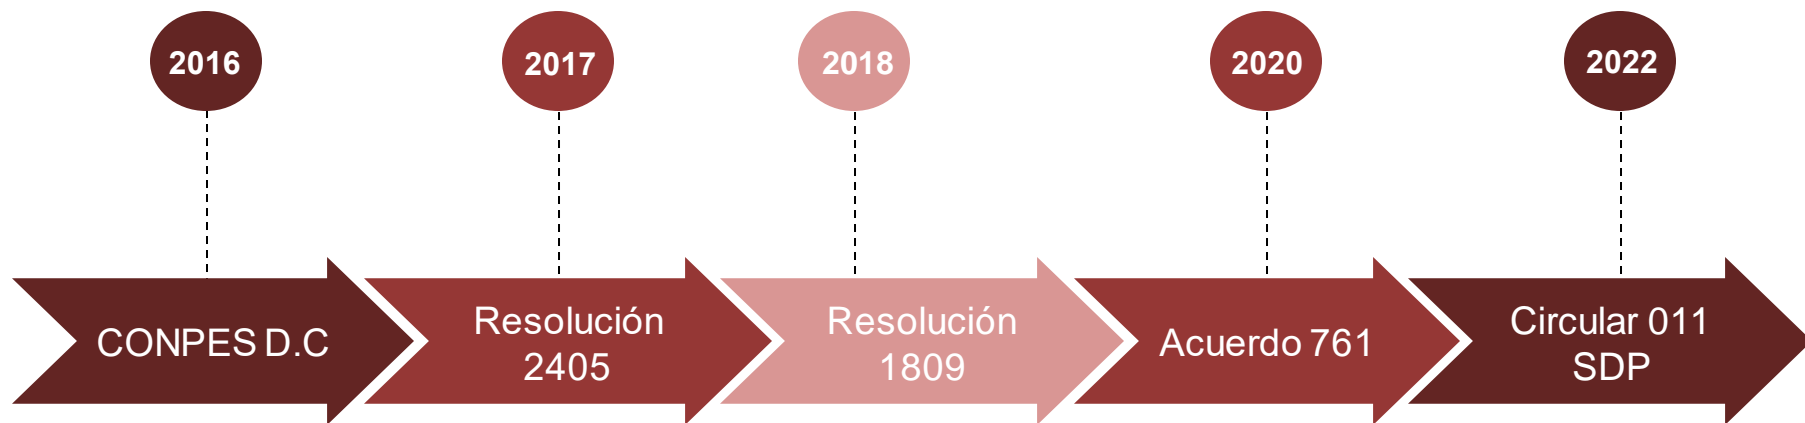 2016
2017
2018
2020
2022
CONPES D.C
Resolución
2405
Resolución
1809
Acuerdo 761
Circular 011
SDP